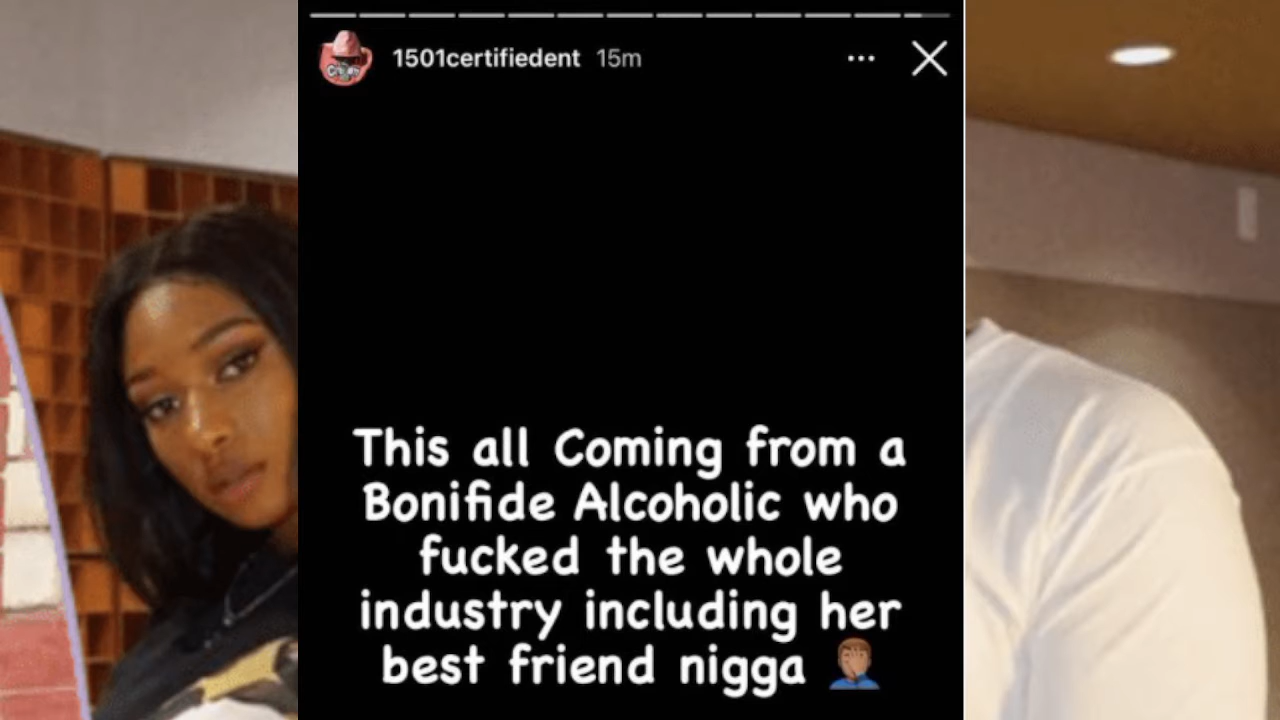 1501certifiedent 15m
This all Coming from a
Bonifide Alcoholic who
fucked the whole
industry including her
best friend nigga